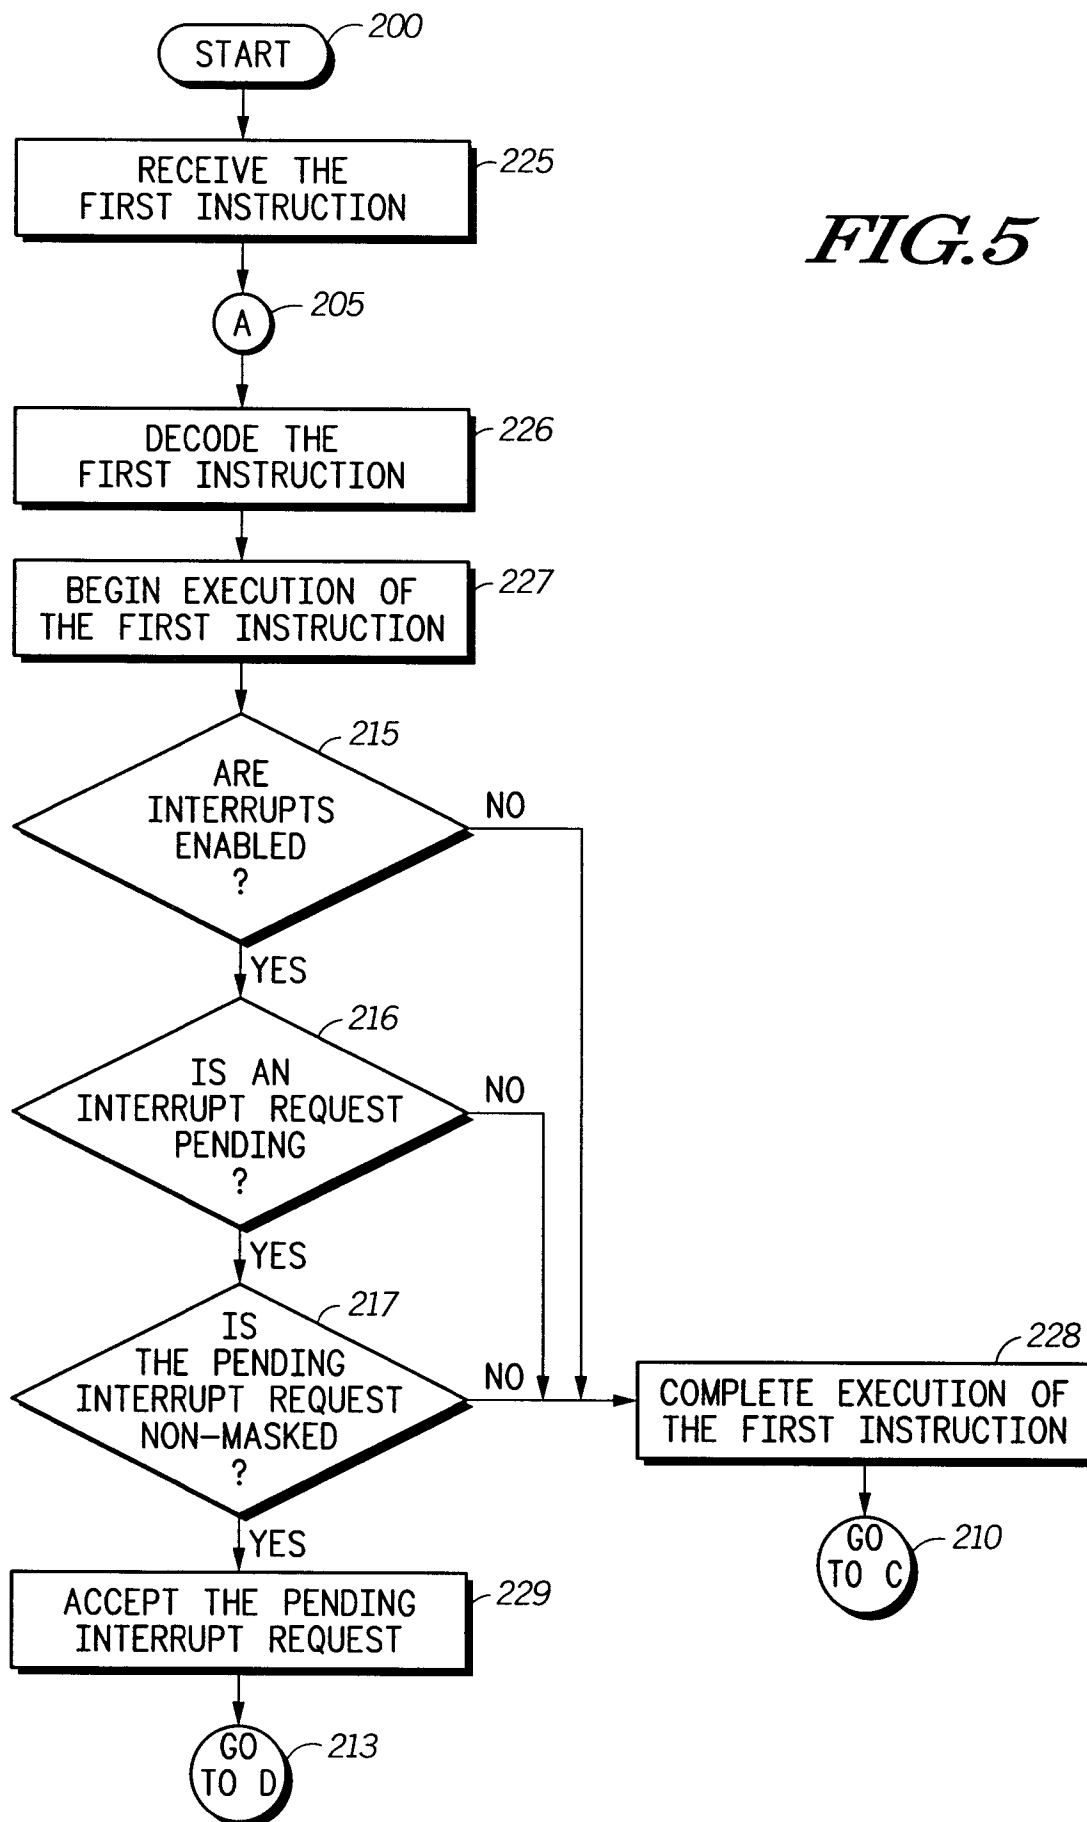 START
200
RECEIVE THE
FIRST INSTRUCTION
225
FIG.5
A
205
DECODE THE
FIRST INSTRUCTION
226
BEGIN EXECUTION OF
THE FIRST INSTRUCTION
227
ARE
INTERRUPTS
ENABLED
?
215
NO
YES
IS AN
INTERRUPT REQUEST
PENDING
?
216
NO
YES
IS
THE PENDING
INTERRUPT REQUEST
NON-MASKED
?
217
NO
COMPLETE EXECUTION OF
THE FIRST INSTRUCTION
228
GO
TO C
210
YES
ACCEPT THE PENDING
INTERRUPT REQUEST
229
GO
TO D
213